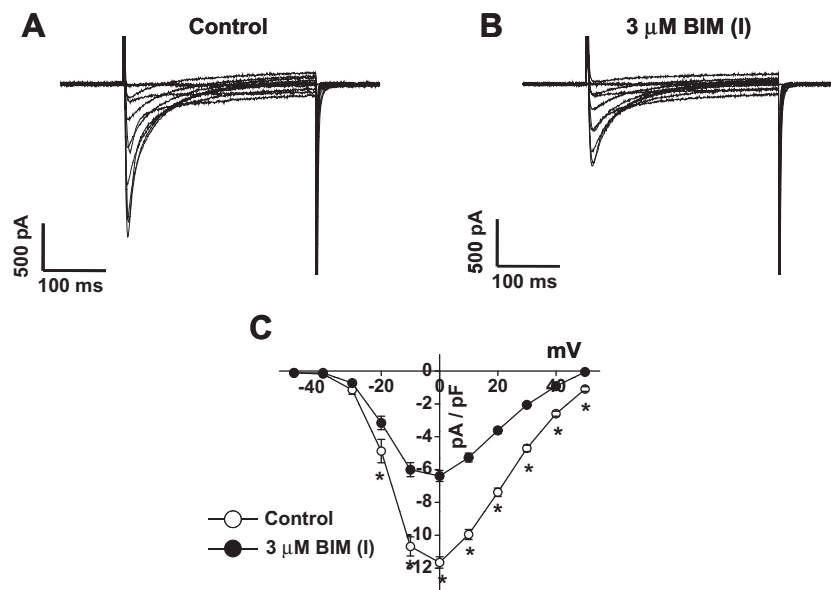 A Control B 3 μM BIM (I)
500 pA
100 ms
500 pA
100 ms
C
mV
0
-40 -20 0 20 40
-2
pA / pF
-4
-6
-8
-10
-12
* * * * * * * *
Control
3 μM BIM (I)